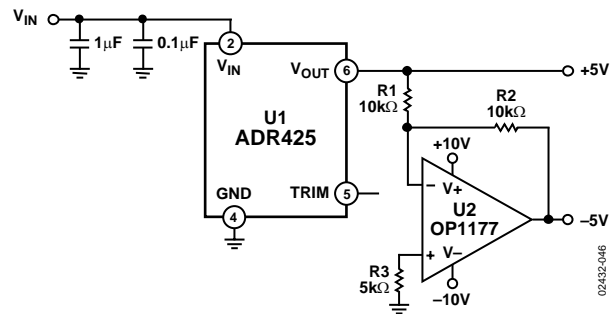 VIN
1µF
0.1µF
2
VIN
VOUT
6
+5V
U1
ADR425
R1
10kΩ
R2
10kΩ
GND
4
TRIM
5
+10V
–
V+
U2
OP1177
–5V
+
V–
R3
5kΩ
–10V
02432-046